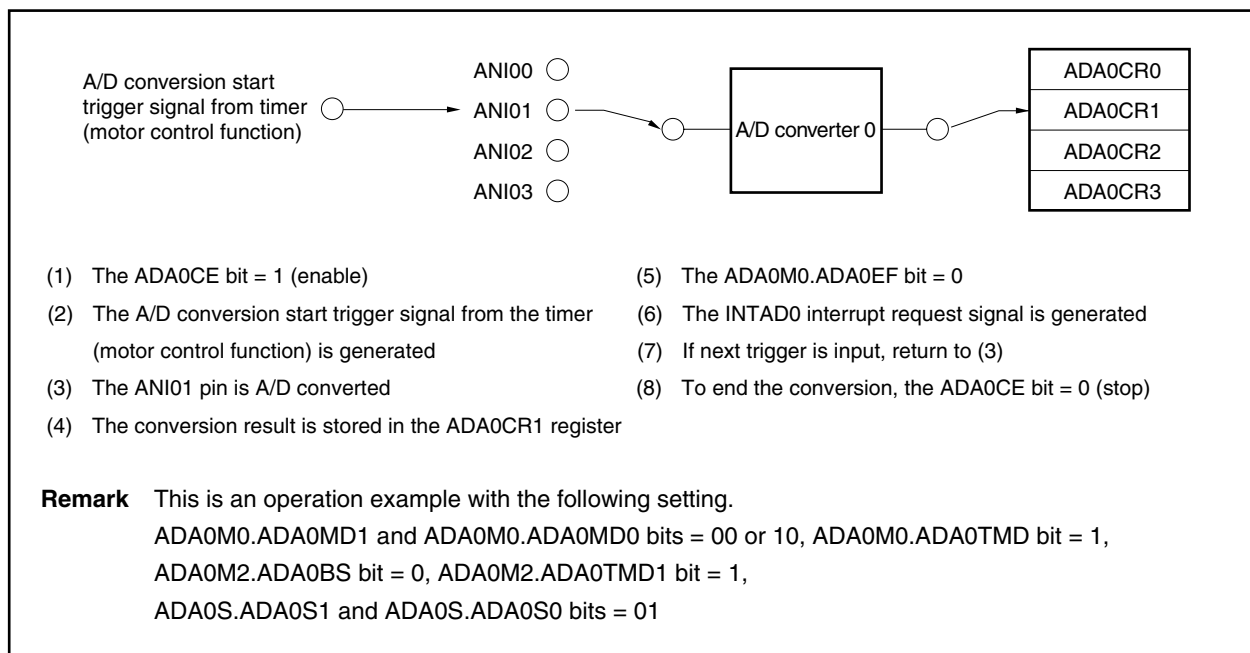 A/D conversion start
trigger signal from timer
(motor control function)
ANI00
ANI01
ANI02
ANI03
A/D converter 0
ADA0CR0
ADA0CR1
ADA0CR2
ADA0CR3
(1) The ADA0CE bit = 1 (enable)
(2) The A/D conversion start trigger signal from the timer
(motor control function) is generated
(3) The ANI01 pin is A/D converted
(4) The conversion result is stored in the ADA0CR1 register
(5) The ADA0M0.ADA0EF bit = 0
(6) The INTAD0 interrupt request signal is generated
(7) If next trigger is input, return to (3)
(8) To end the conversion, the ADA0CE bit = 0 (stop)
Remark This is an operation example with the following setting.
ADA0M0.ADA0MD1 and ADA0M0.ADA0MD0 bits = 00 or 10, ADA0M0.ADA0TMD bit = 1,
ADA0M2.ADA0BS bit = 0, ADA0M2.ADA0TMD1 bit = 1,
ADA0S.ADA0S1 and ADA0S.ADA0S0 bits = 01